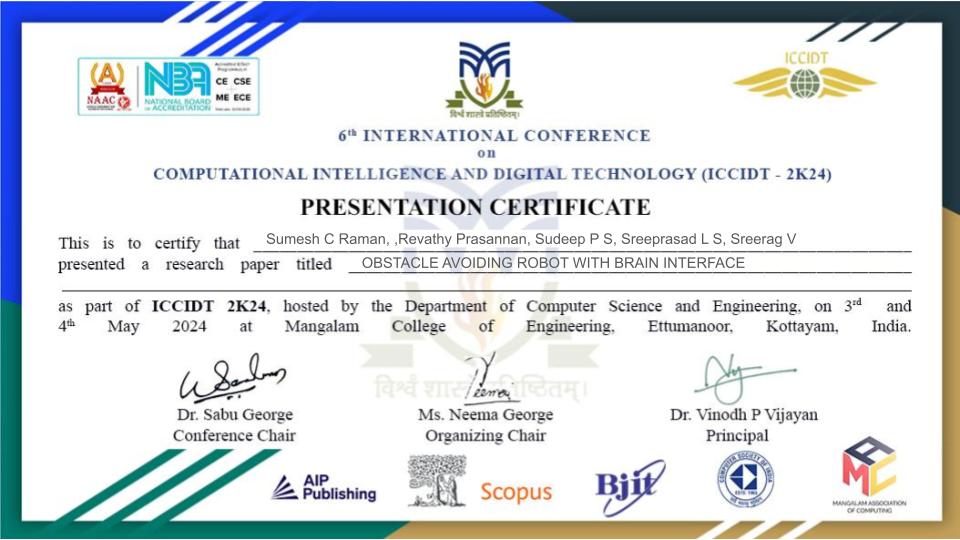 Accredited B.Tech
Programmes in
NAAC
NBA
NATIONAL BOARD
OF ACCREDITATION
CE CSE
ME ECE
विश्वं शास्त्रे प्रतिष्ठितम्।
ICCIDT
6th INTERNATIONAL CONFERENCE
on
COMPUTATIONAL INTELLIGENCE AND DIGITAL TECHNOLOGY (ICCIDT - 2K24)
PRESENTATION CERTIFICATE
This is to certify that Sumesh C Raman, ,Revathy Prasannan, Sudeep P S, Sreeprasad L S, Sreerag V
presented a research paper titled OBSTACLE AVOIDING ROBOT WITH BRAIN INTERFACE
as part of ICCIDT 2K24, hosted by the Department of Computer Science and Engineering, on 3rd and
4th May 2024 at Mangalam College of Engineering, Ettumanoor, Kottayam, India.
Dr. Sabu George
Conference Chair
Ms. Neema George
Organizing Chair
Dr. Vinodh P Vijayan
Principal
AIP
Publishing
Scopus
Bjit
COMPUTER SOCIETY OF INDIA
ESTD 1965
MAC
MANGALAM ASSOCIATION
OF COMPUTING